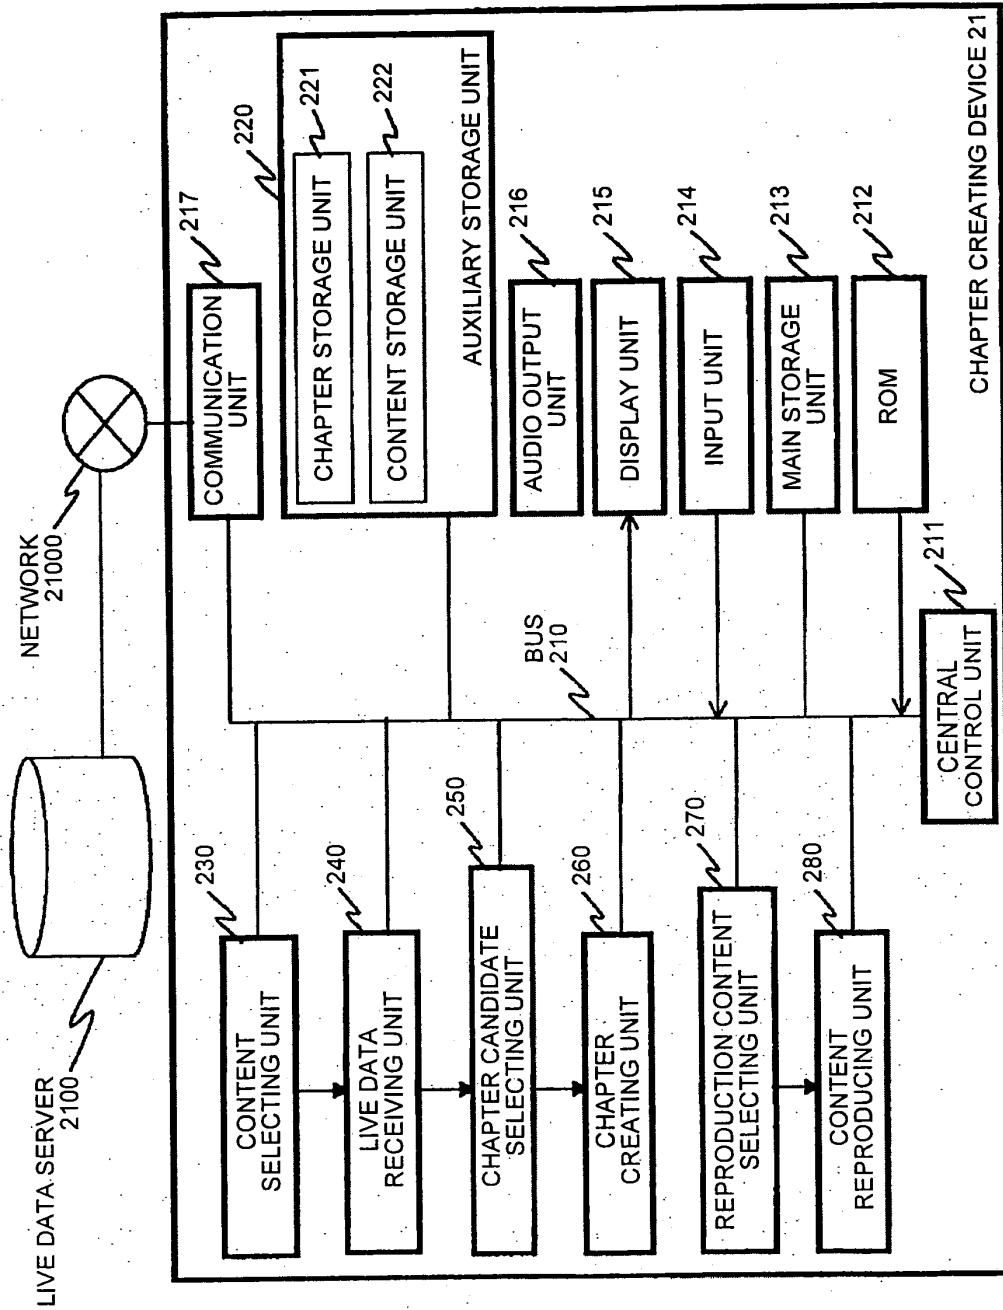 LIVE DATA SERVER
2100
NETWORK
21000
COMMUNICATION
UNIT
217
220
CHAPTER STORAGE UNIT
221
CONTENT STORAGE UNIT
222
AUXILIARY STORAGE UNIT
AUDIO OUTPUT
UNIT
216
DISPLAY UNIT
215
INPUT UNIT
214
MAIN STORAGE
UNIT
213
ROM
212
BUS
210
CENTRAL
CONTROL UNIT
211
CONTENT
SELECTING UNIT
230
LIVE DATA
RECEIVING UNIT
240
CHAPTER CANDIDATE
SELECTING UNIT
250
CHAPTER
CREATING UNIT
260
REPRODUCTION CONTENT
SELECTING UNIT
270
CONTENT
REPRODUCING UNIT
280
CHAPTER CREATING DEVICE 21